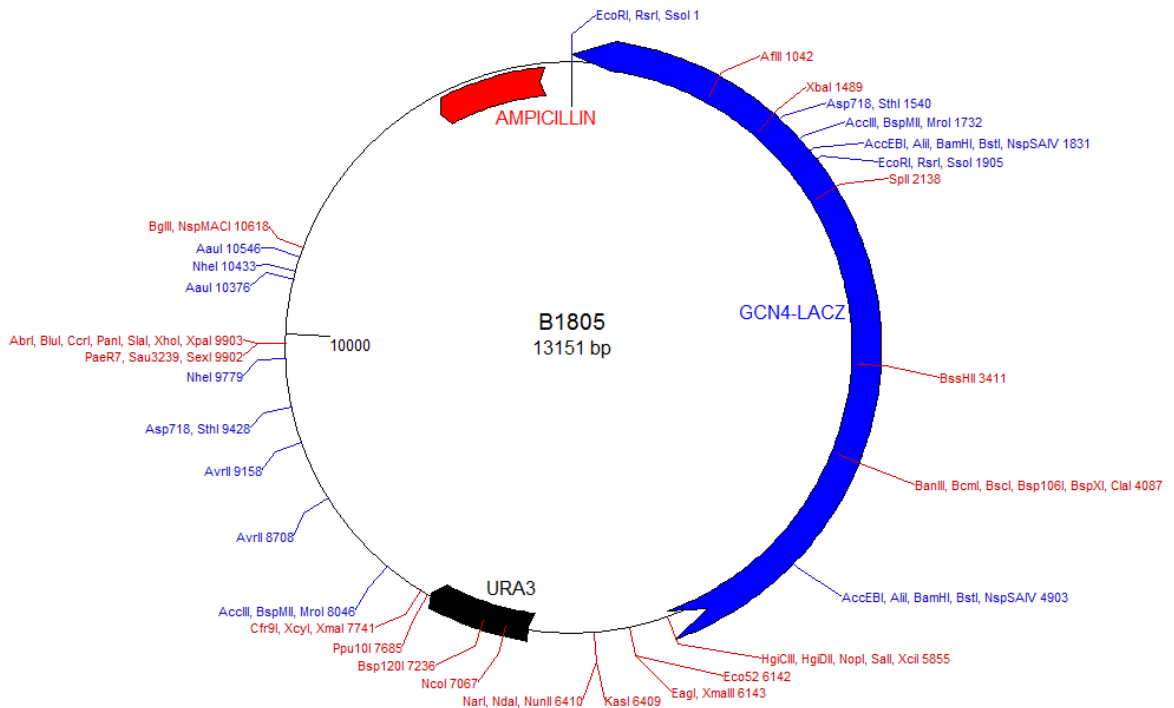 EcoRI, RsrI, SsoI 1
AflII 1042
XbaI 1489
Asp718, SthI 1540
AccIII, BspMII, MroI 1732
AccEBI, AliI, BamHI, BstI, NspSAIV 1831
EcoRI, RsrI, SsoI 1905
SplI 2138
AMPICILLIN
BglII, NspMACI 10618
AauI 10546
NheI 10433
AauI 10376
GCN4-LACZ
B1805
13151 bp
AbrI, BluI, CcrI, PanI, SlaI, XhoI, XpaI 9903
10000
PaeR7, Sau3239, SexI 9902
NheI 9779
BssHII 3411
Asp718, SthI 9428
AvrII 9158
BanIII, BcmI, BscI, Bsp106I, BspXI, ClaI 4087
AvrII 8708
URA3
AccEBI, AliI, BamHI, BstI, NspSAIV 4903
AccIII, BspMII, MroI 8046
Cfr9I, XcyI, XmaI 7741
Ppu10I 7685
Bsp120I 7236
NcoI 7067
NarI, NdaI, NunII 6410
KasI 6409
EagI, XmaIII 6143
Eco52 6142
HgiCIII, HgiDII, NopI, SalI, XciI 5855